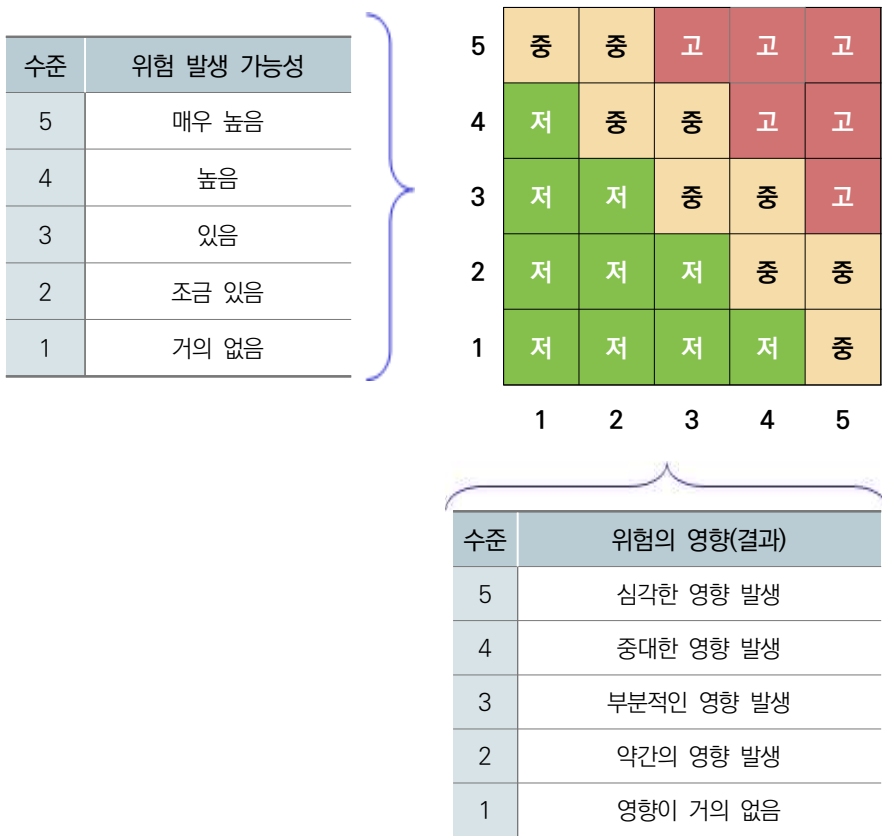 수준 위험 발생 가능성
5 매우 높음
4 높음
3 있음
2 조금 있음
1 거의 없음
5 중 중 고 고 고
4 저 중 중 고 고
3 저 저 중 중 고
2 저 저 저 중 중
1 저 저 저 저 중
1 2 3 4 5
수준 위험의 영향(결과)
5 심각한 영향 발생
4 중대한 영향 발생
3 부분적인 영향 발생
2 약간의 영향 발생
1 영향이 거의 없음